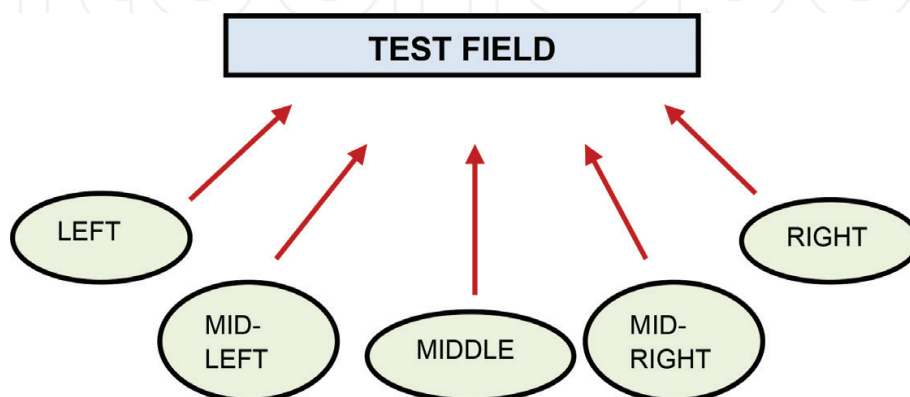 TEST FIELD
LEFT
RIGHT
MID-
LEFT
MIDDLE
MID-
RIGHT